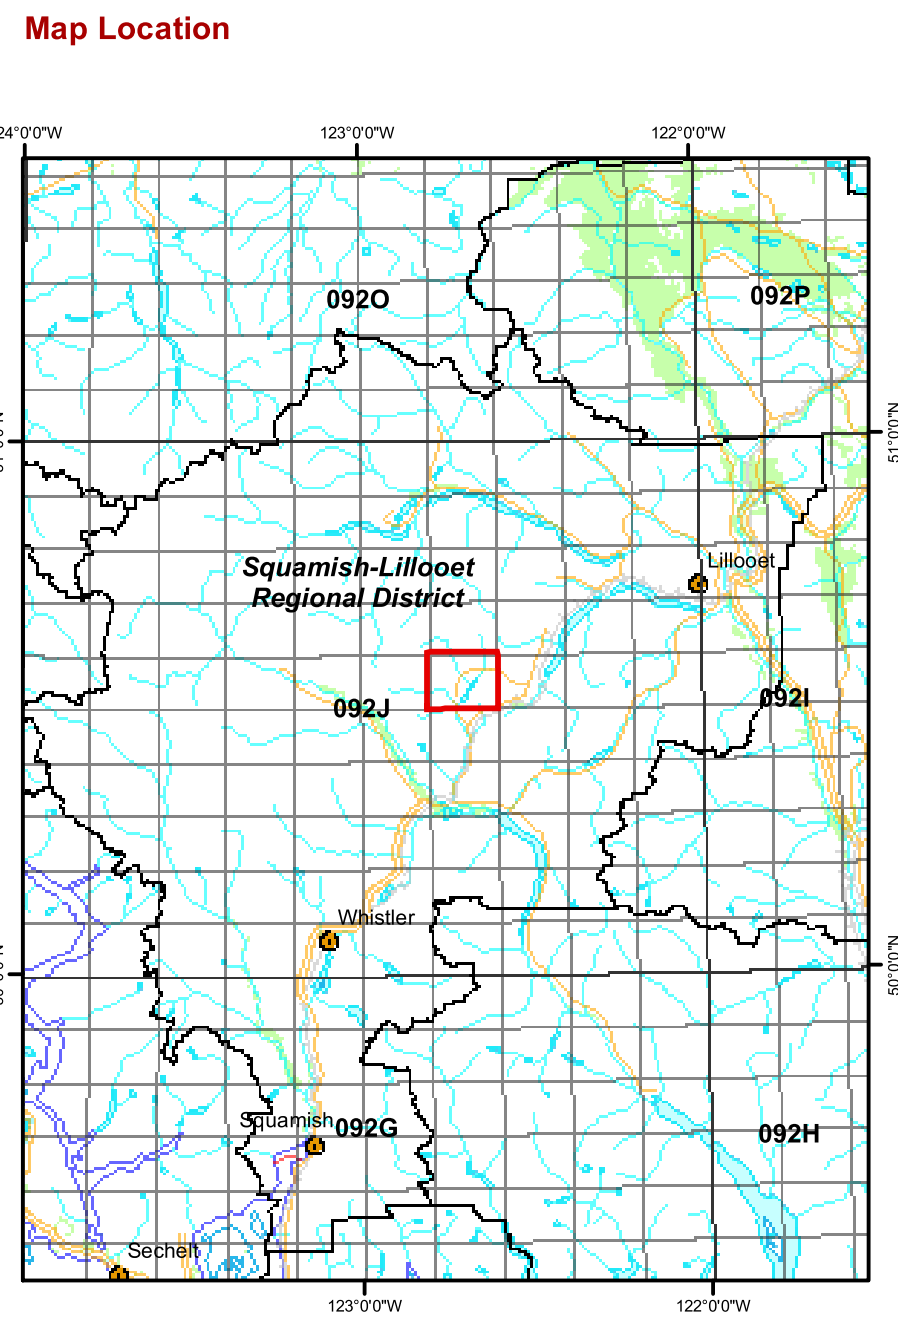 Map Location
24°0'0"W
123°0'0"W
122°0'0"W
092O
092P
51°0'0"N
Lillooet
Squamish-Lillooet
Regional District
092I
092J
Whistler
50°0'0"N
Squamish
092G
092H
Sechelt
123°0'0"W
122°0'0"W